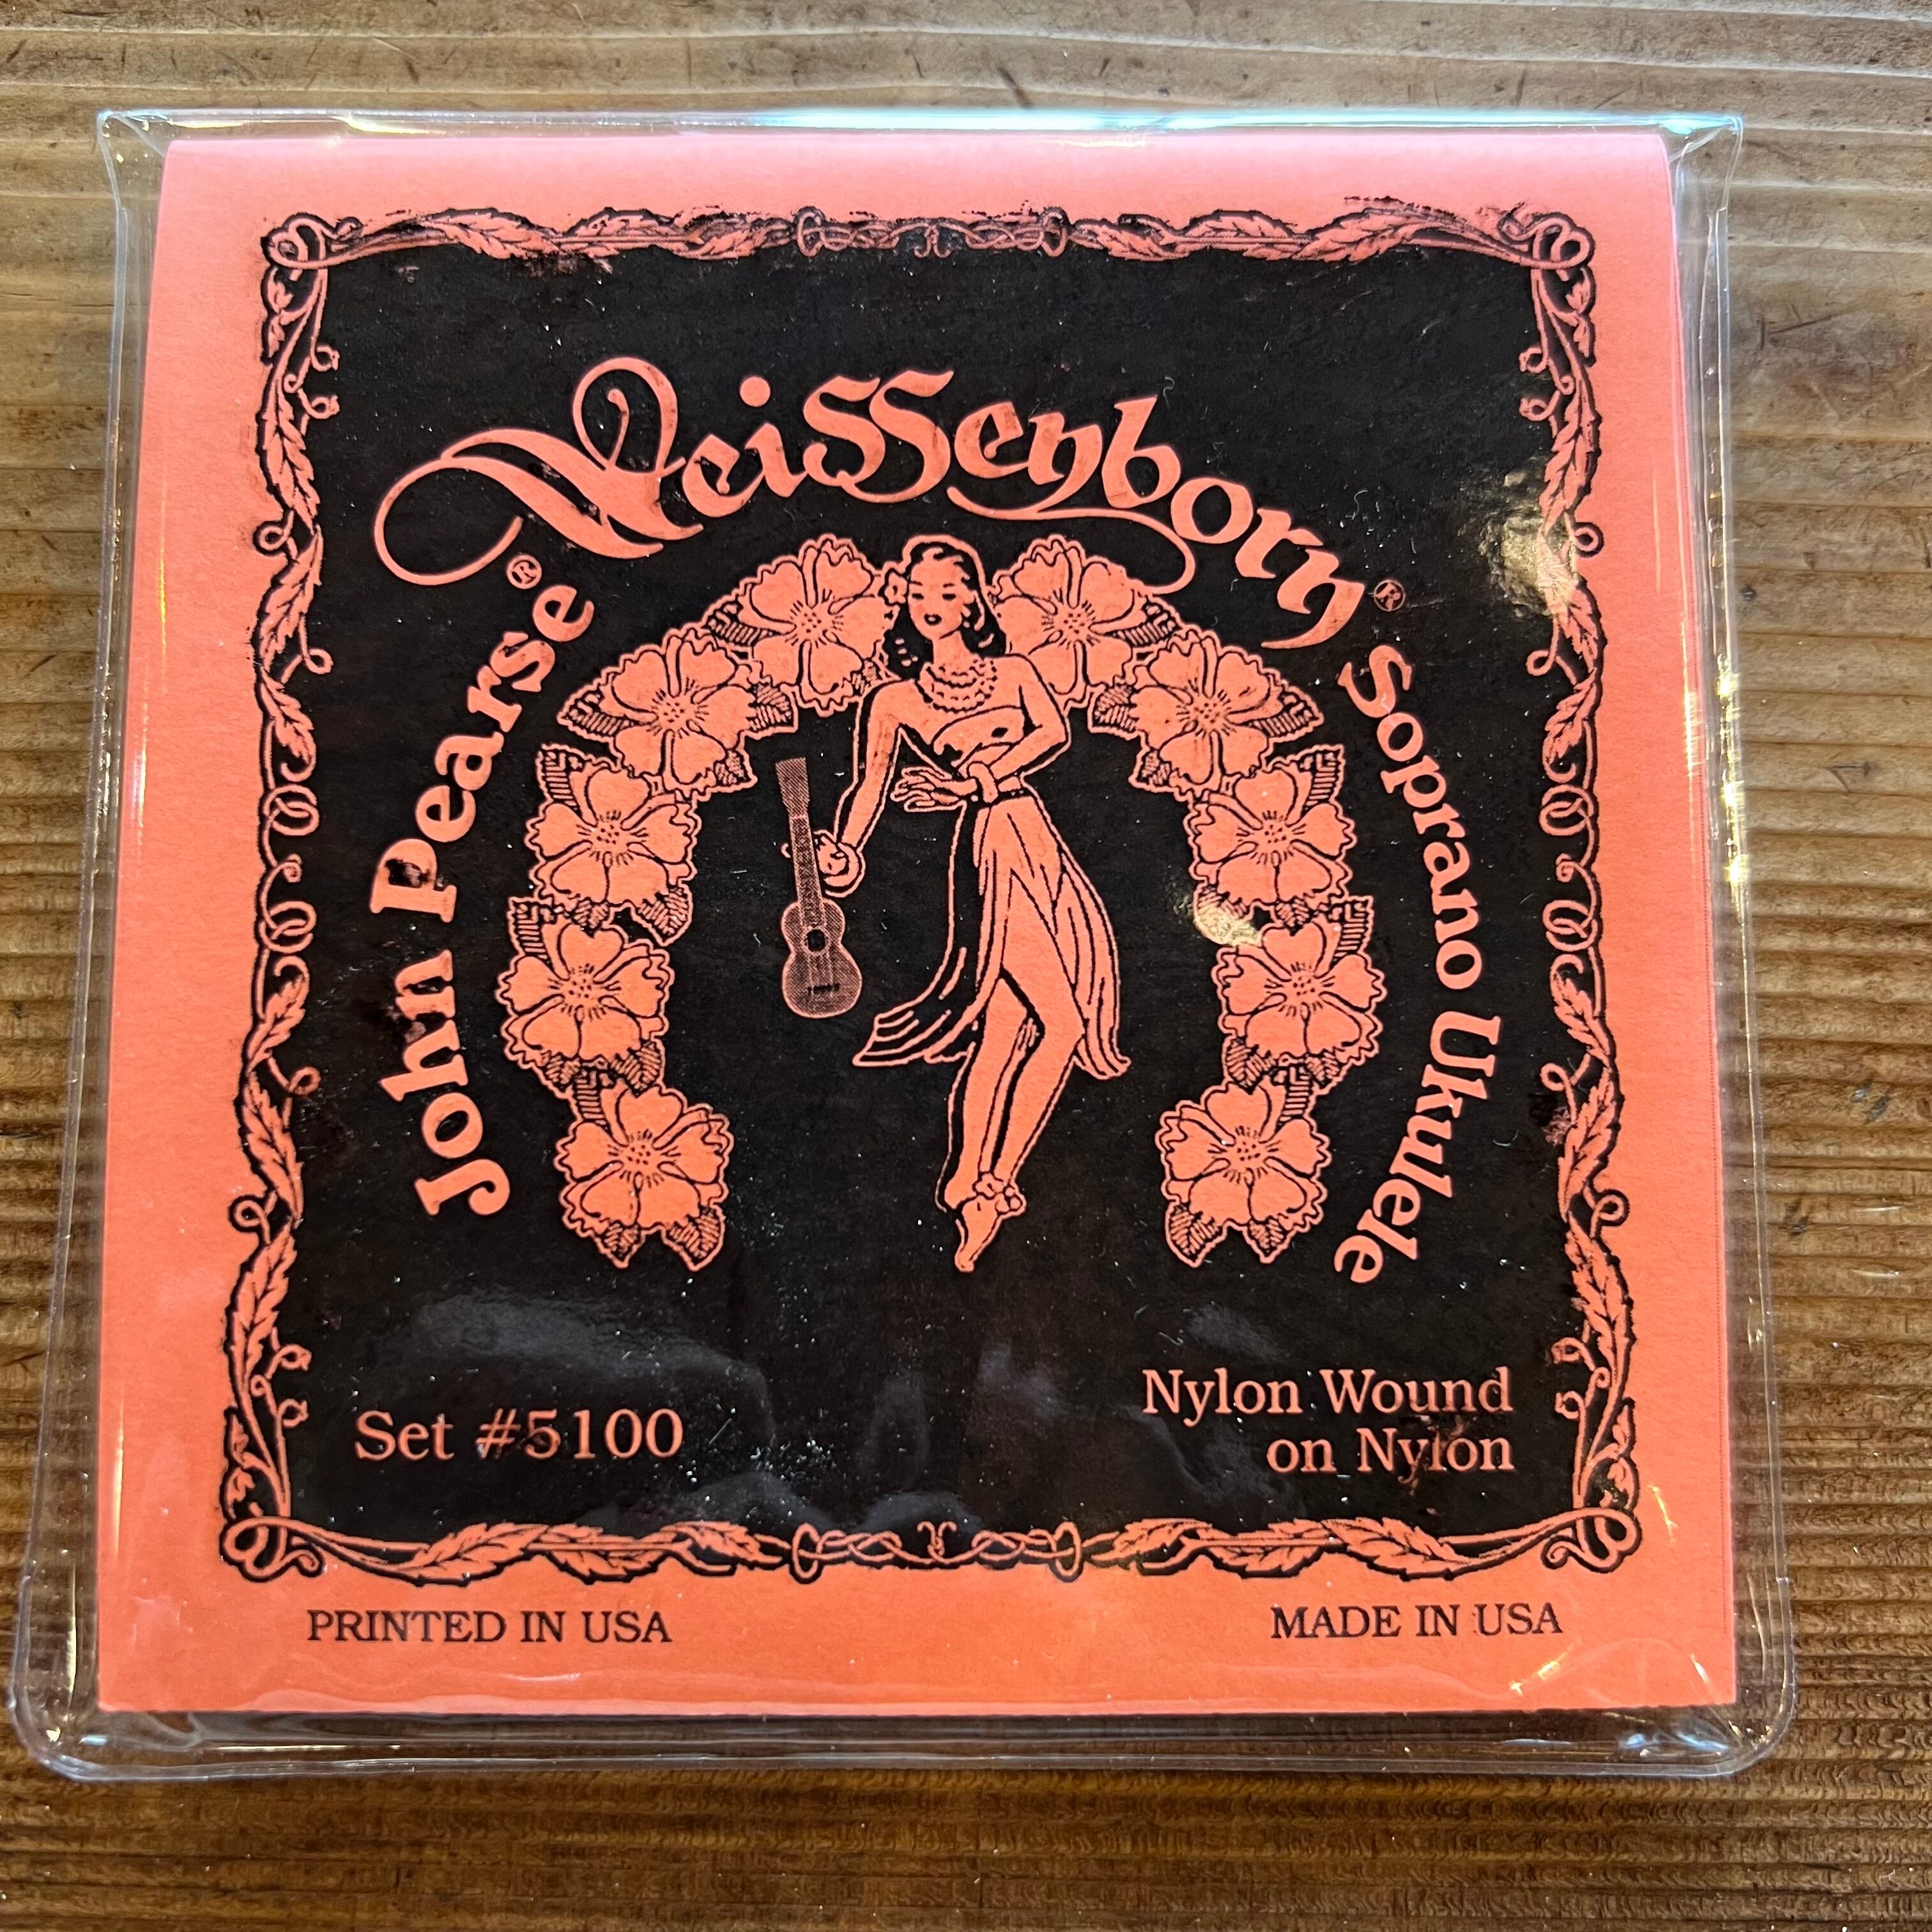 John Pearse® Weissenborn® Soprano Ukulele
Set #5100
Nylon Wound
on Nylon
PRINTED IN USA
MADE IN USA